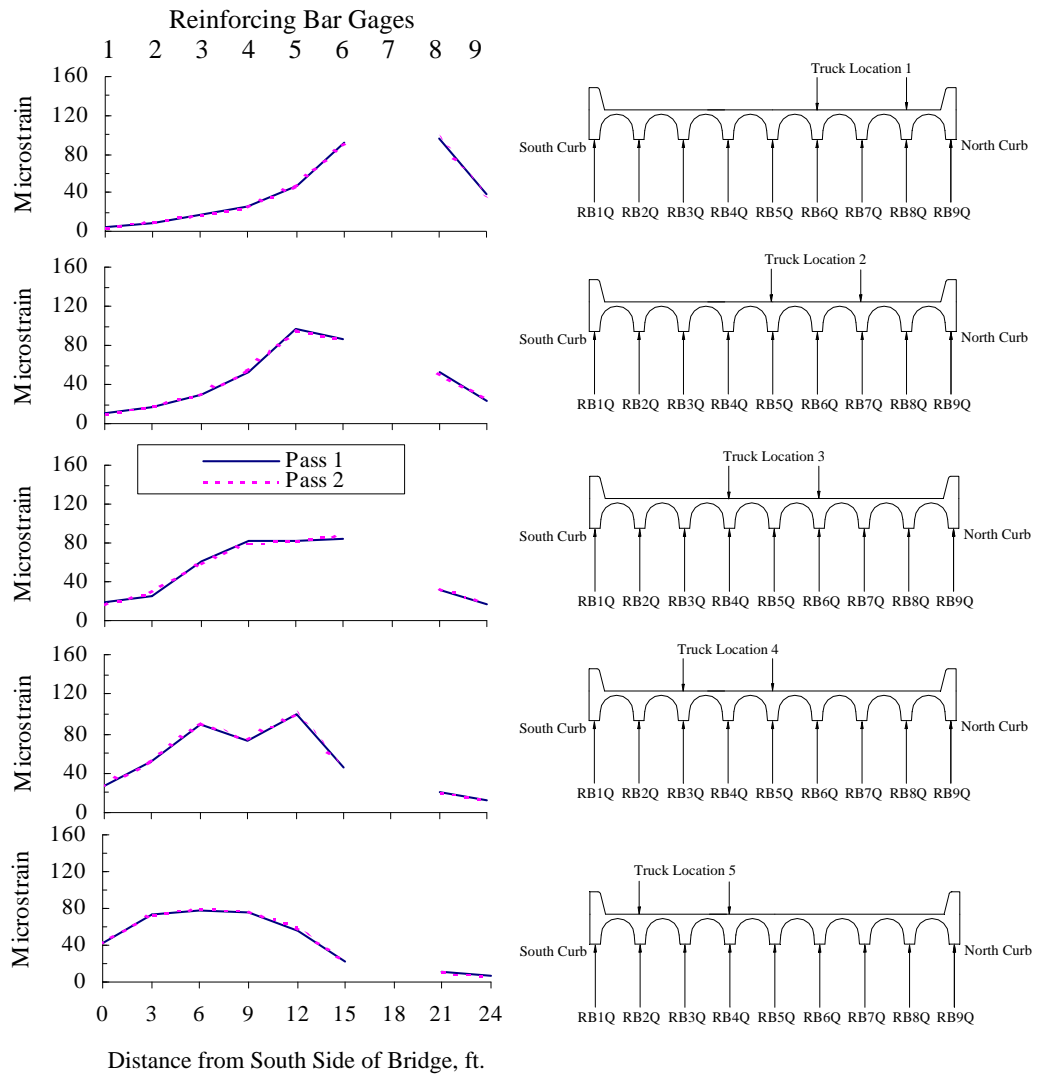 Reinforcing Bar Gages
1 2 3 4 5 6 7 8 9
160
120
80
40
0
Microstrain
Truck Location 1
South Curb
North Curb
RB1Q RB2Q RB3Q RB4Q RB5Q RB6Q RB7Q RB8Q RB9Q
160
120
80
40
0
Microstrain
Truck Location 2
South Curb
North Curb
RB1Q RB2Q RB3Q RB4Q RB5Q RB6Q RB7Q RB8Q RB9Q
Pass 1
Pass 2
160
120
80
40
0
Microstrain
Truck Location 3
South Curb
North Curb
RB1Q RB2Q RB3Q RB4Q RB5Q RB6Q RB7Q RB8Q RB9Q
160
120
80
40
0
Microstrain
Truck Location 4
South Curb
North Curb
RB1Q RB2Q RB3Q RB4Q RB5Q RB6Q RB7Q RB8Q RB9Q
160
120
80
40
0
Microstrain
Truck Location 5
South Curb
North Curb
RB1Q RB2Q RB3Q RB4Q RB5Q RB6Q RB7Q RB8Q RB9Q
0 3 6 9 12 15 18 21 24
Distance from South Side of Bridge, ft.